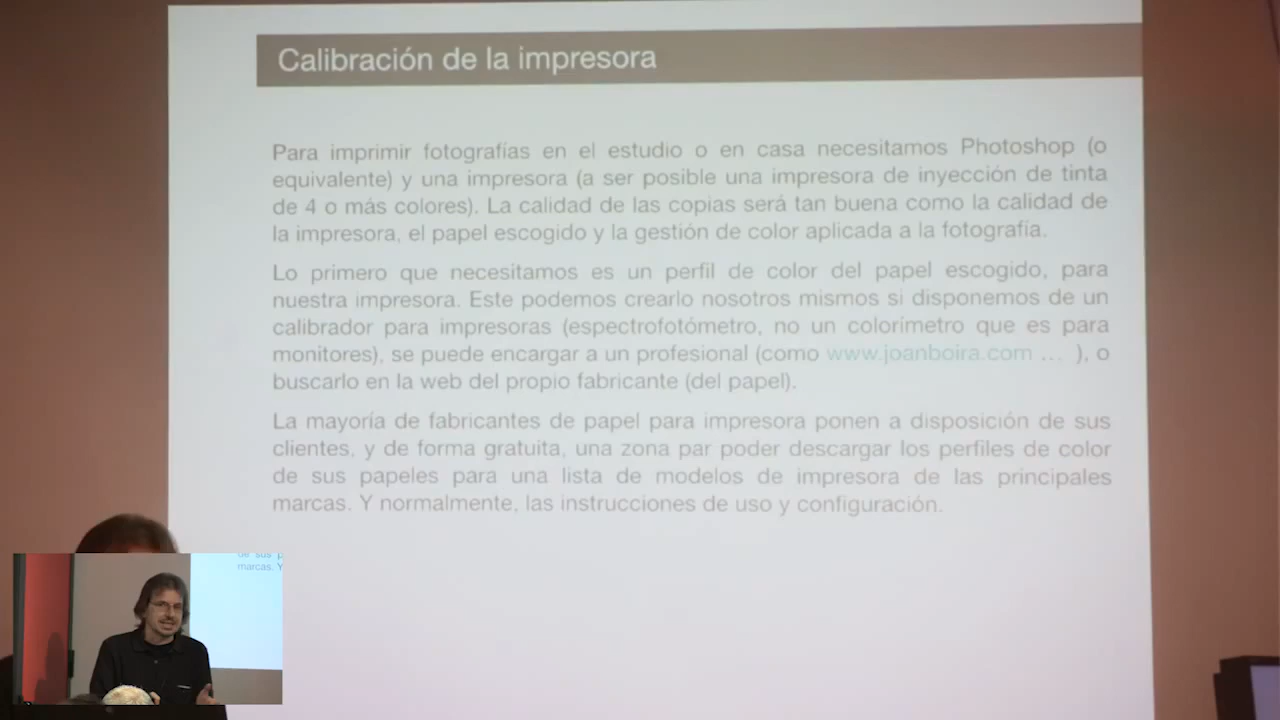 Calibración de la impresora
Para imprimir fotografías en el estudio o en casa necesitamos Photoshop (o
equivalente) y una impresora (a ser posible una impresora de inyección de tinta
de 4 o más colores). La calidad de las copias será tan buena como la calidad de
la impresora, el papel escogido y la gestión de color aplicada a la fotografía.
Lo primero que necesitamos es un perfil de color del papel escogido, para
nuestra impresora. Este podemos crearlo nosotros mismos si disponemos de un
calibrador para impresoras (espectrofotómetro, no un colorímetro que es para
monitores), se puede encargar a un profesional (como www.joanboira.com ... ), o
buscarlo en la web del propio fabricante (del papel).
La mayoría de fabricantes de papel para impresora ponen a disposición de sus
clientes, y de forma gratuita, una zona par poder descargar los perfiles de color
de sus papeles para una lista de modelos de impresora de las principales
marcas. Y normalmente, las instrucciones de uso y configuración.
de sus p
marcas. Y